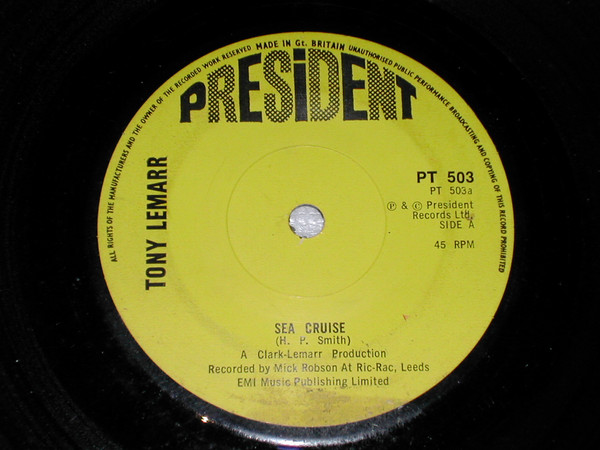 ALL RIGHTS OF THE MANUFACTURERS AND THE OWNER OF THE RECORDED WORK RESERVED MADE IN Gt. BRITAIN UNAUTHORISED PUBLIC PERFORMANCE BROADCASTING AND COPYING OF THIS RECORD PROHIBITED
PRESiDENT
TONY LEMARR
PT 503
PT 503a
℗ & © President
Records Ltd.
SIDE A
45 RPM
SEA CRUISE
(H. P. Smith)
A Clark-Lemarr Production
Recorded by Mick Robson At Ric-Rac, Leeds
EMI Music Publishing Limited